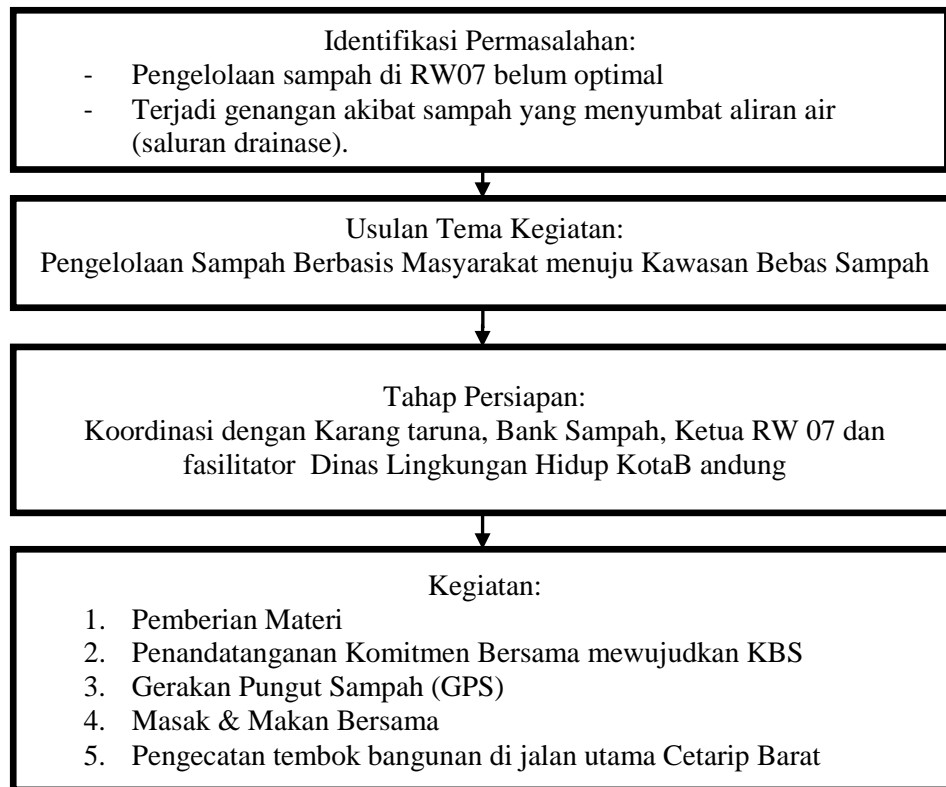 Identifikasi Permasalahan:
- Pengelolaan sampah di RW07 belum optimal
- Terjadi genangan akibat sampah yang menyumbat aliran air
(saluran drainase).
Usulan Tema Kegiatan:
Pengelolaan Sampah Berbasis Masyarakat menuju Kawasan Bebas Sampah
Tahap Persiapan:
Koordinasi dengan Karang taruna, Bank Sampah, Ketua RW 07 dan
fasilitator Dinas Lingkungan Hidup KotaB andung
Kegiatan:
1. Pemberian Materi
2. Penandatanganan Komitmen Bersama mewujudkan KBS
3. Gerakan Pungut Sampah (GPS)
4. Masak & Makan Bersama
5. Pengecatan tembok bangunan di jalan utama Cetarip Barat